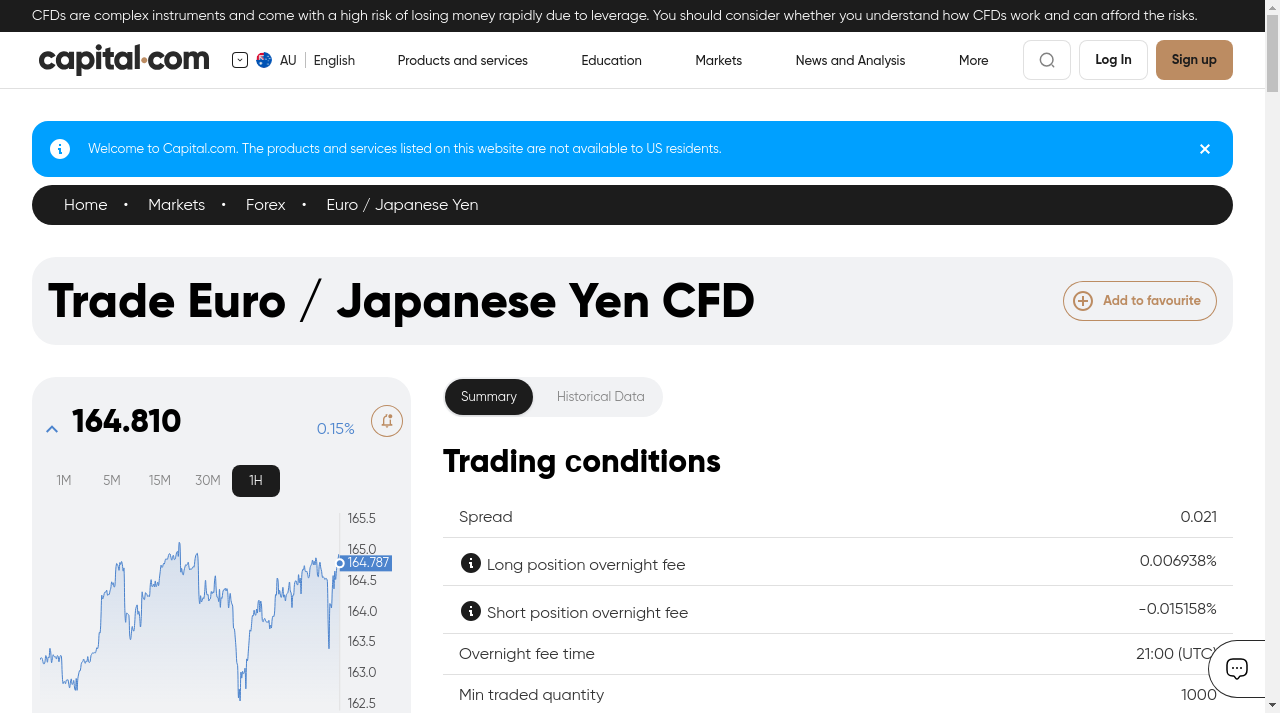 CFDs are complex instruments and come with a high risk of losing money rapidly due to leverage. You should consider whether you understand how CFDs work and can afford the risks.
capital.com
AU
English
Products and services
Education
Markets
News and Analysis
More
Log In
Sign up
Welcome to Capital.com. The products and services listed on this website are not available to US residents.
Home • Markets • Forex • Euro / Japanese Yen
Trade Euro / Japanese Yen CFD
Add to favourite
164.810
0.15%
1M 5M 15M 30M 1H
165.5
165.0
164.787
164.5
164.0
163.5
163.0
162.5
Summary
Historical Data
Trading conditions
Spread 0.021
Long position overnight fee 0.006938%
Short position overnight fee -0.015158%
Overnight fee time 21:00 (UTC)
Min traded quantity 1000